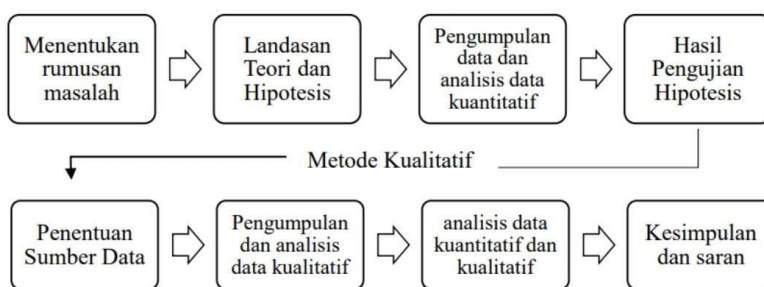 Menentukan
rumusan
masalah
Landasan
Teori dan
Hipotesis
Pengumpulan
data dan
analisis data
kuantitatif
Hasil
Pengujian
Hipotesis
Metode Kualitatif
Penentuan
Sumber Data
Pengumpulan
dan analisis
data kualitatif
analisis data
kuantitatif dan
kualitatif
Kesimpulan
dan saran